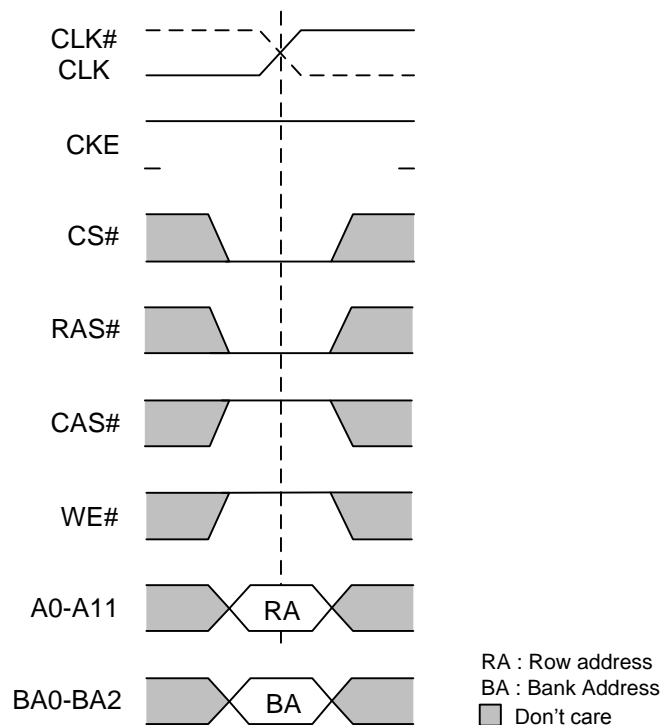 CLK#
CLK
CKE
CS#
RAS#
CAS#
WE#
A0-A11
RA
BA0-BA2
BA
RA : Row address
BA : Bank Address
Don't care